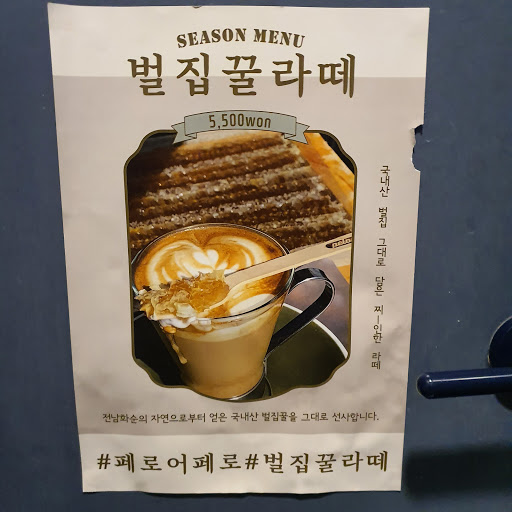 SEASON MENU
벌집꿀라떼
5,500won
국내산 벌집 그대로 담은 찌-인한 라떼
전남화순의 자연으로부터 얻은 국내산 벌집꿀을 그대로 선사합니다.
#페로어페로#벌집꿀라떼